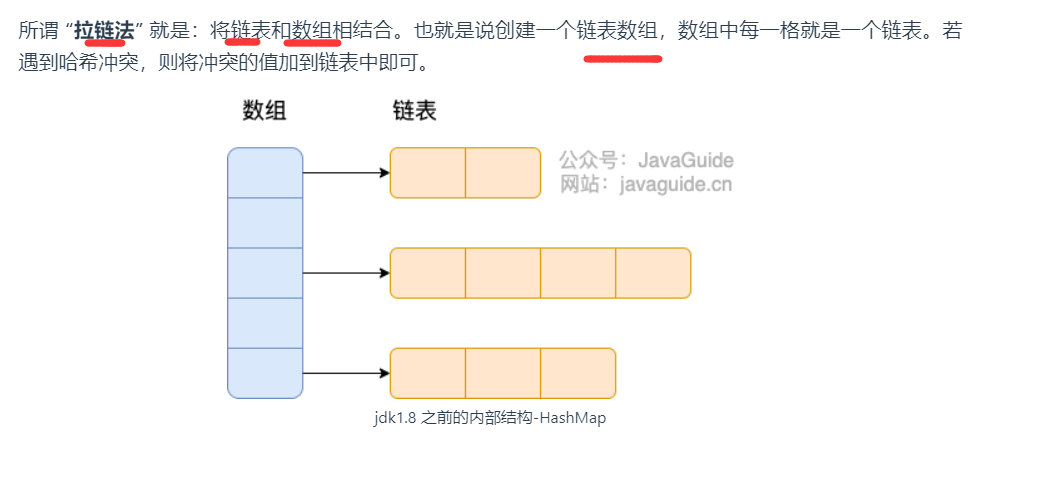 所谓 “拉链法” 就是：将链表和数组相结合。也就是说创建一个链表数组，数组中每一格就是一个链表。若
遇到哈希冲突，则将冲突的值加到链表中即可。
数组
链表
公众号：JavaGuide
网站：javaguide.cn
jdk1.8 之前的内部结构-HashMap